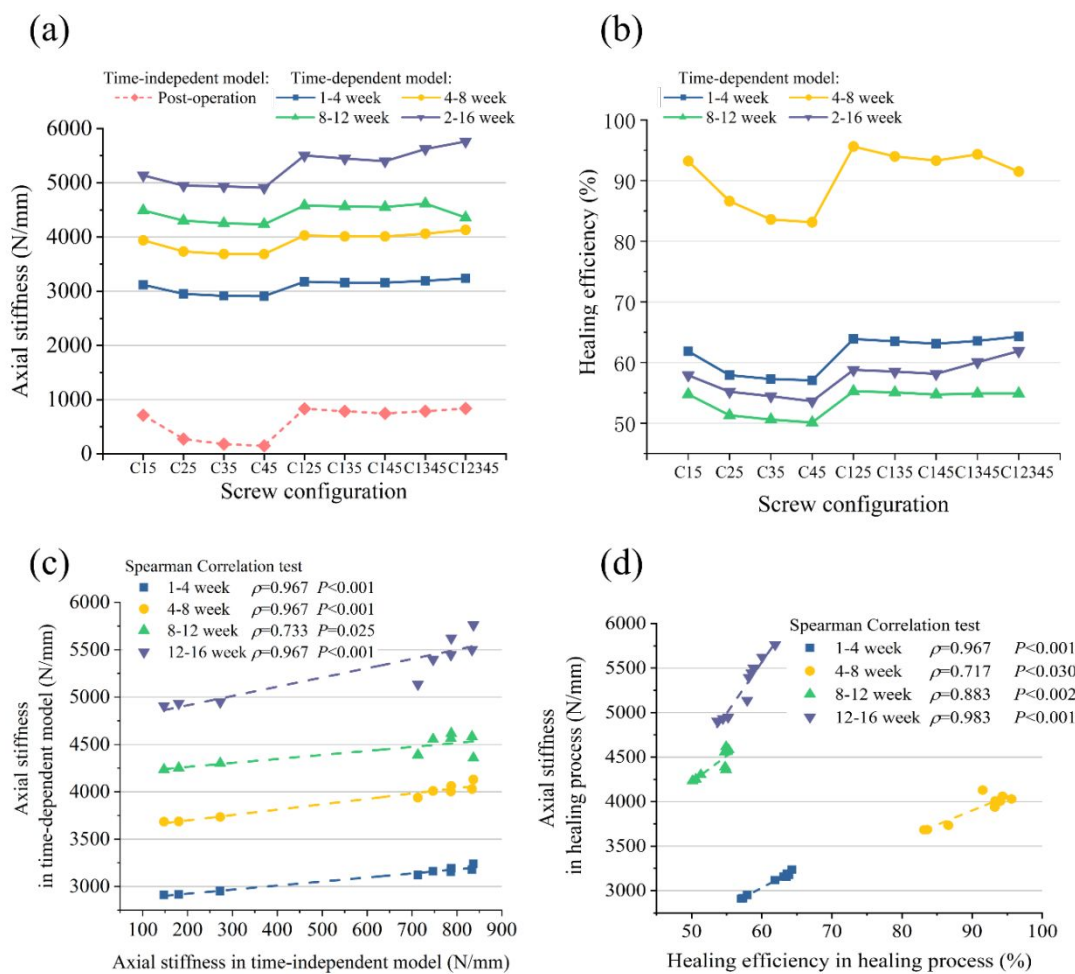 (a)
Time-indepedent model:
Post-operation
Time-dependent model:
1-4 week
4-8 week
8-12 week
2-16 week
Axial stiffness (N/mm)
6000
5000
4000
3000
2000
1000
0
C15 C25 C35 C45 C125 C135 C145 C1345 C12345
Screw configuration
(b)
Time-dependent model:
1-4 week
4-8 week
8-12 week
2-16 week
Healing efficiency (%)
100
90
80
70
60
50
C15 C25 C35 C45 C125 C135 C145 C1345 C12345
Screw configuration
(c)
Spearman Correlation test
1-4 week ρ=0.967 P<0.001
4-8 week ρ=0.967 P<0.001
8-12 week ρ=0.733 P=0.025
12-16 week ρ=0.967 P<0.001
Axial stiffness
in time-dependent model (N/mm)
6000
5500
5000
4500
4000
3500
3000
100 200 300 400 500 600 700 800 900
Axial stiffness in time-independent model (N/mm)
(d)
Spearman Correlation test
1-4 week ρ=0.967 P<0.001
4-8 week ρ=0.717 P<0.030
8-12 week ρ=0.883 P<0.002
12-16 week ρ=0.983 P<0.001
Axial stiffness
in healing process (N/mm)
6000
5500
5000
4500
4000
3500
3000
50 60 70 80 90 100
Healing efficiency in healing process (%)